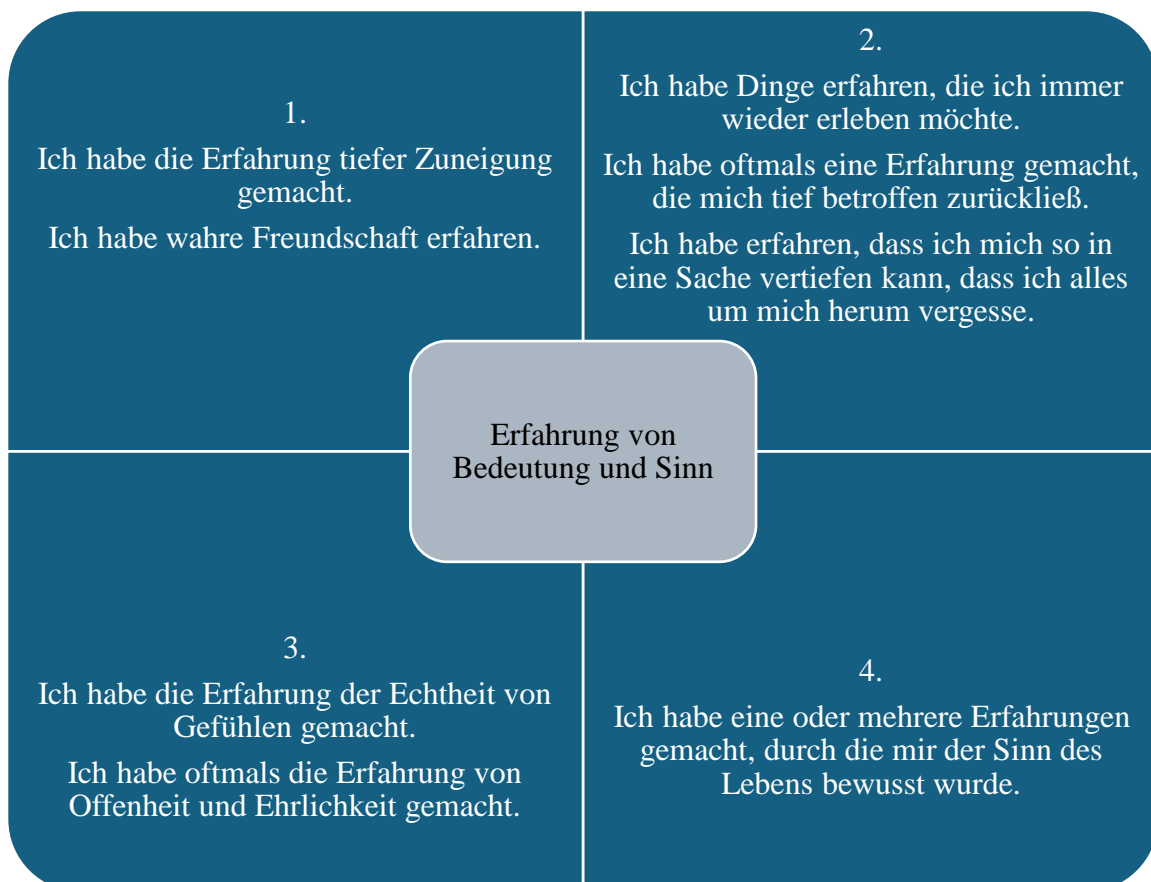 1.
Ich habe die Erfahrung tiefer Zuneigung
gemacht.
Ich habe wahre Freundschaft erfahren.
2.
Ich habe Dinge erfahren, die ich immer
wieder erleben möchte.
Ich habe oftmals eine Erfahrung gemacht,
die mich tief betroffen zurückließ.
Ich habe erfahren, dass ich mich so in
eine Sache vertiefen kann, dass ich alles
um mich herum vergesse.
Erfahrung von
Bedeutung und Sinn
3.
Ich habe die Erfahrung der Echtheit von
Gefühlen gemacht.
Ich habe oftmals die Erfahrung von
Offenheit und Ehrlichkeit gemacht.
4.
Ich habe eine oder mehrere Erfahrungen
gemacht, durch die mir der Sinn des
Lebens bewusst wurde.